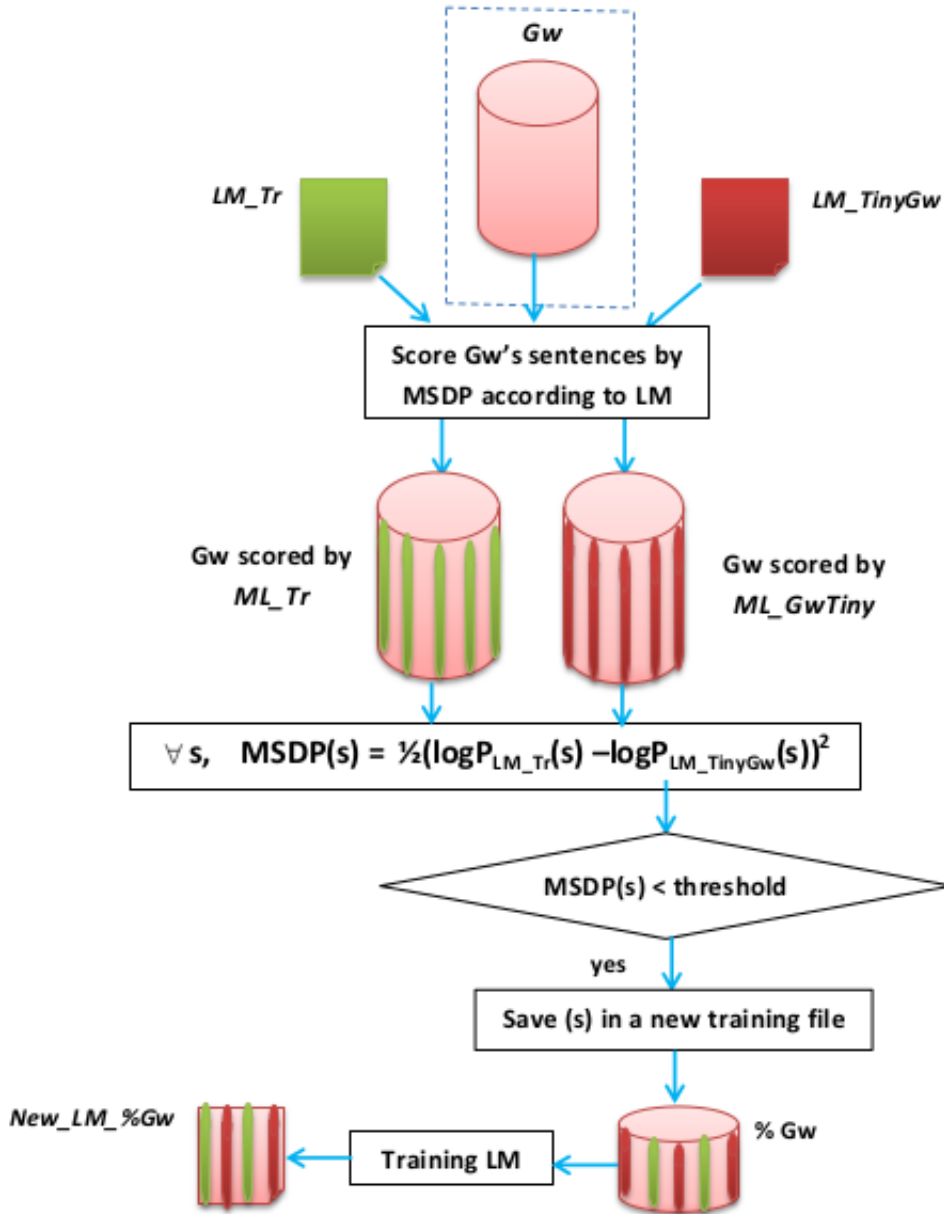 Gw
LM_Tr
LM_TinyGw
Score Gw's sentences by
MSDP according to LM
Gw scored by
ML_Tr
Gw scored by
ML_GwTiny
∀ s, MSDP(s) = ½(logP_LM_Tr(s) –logP_LM_TinyGw(s))²
MSDP(s) < threshold
yes
Save (s) in a new training file
New_LM_%Gw
% Gw
Training LM